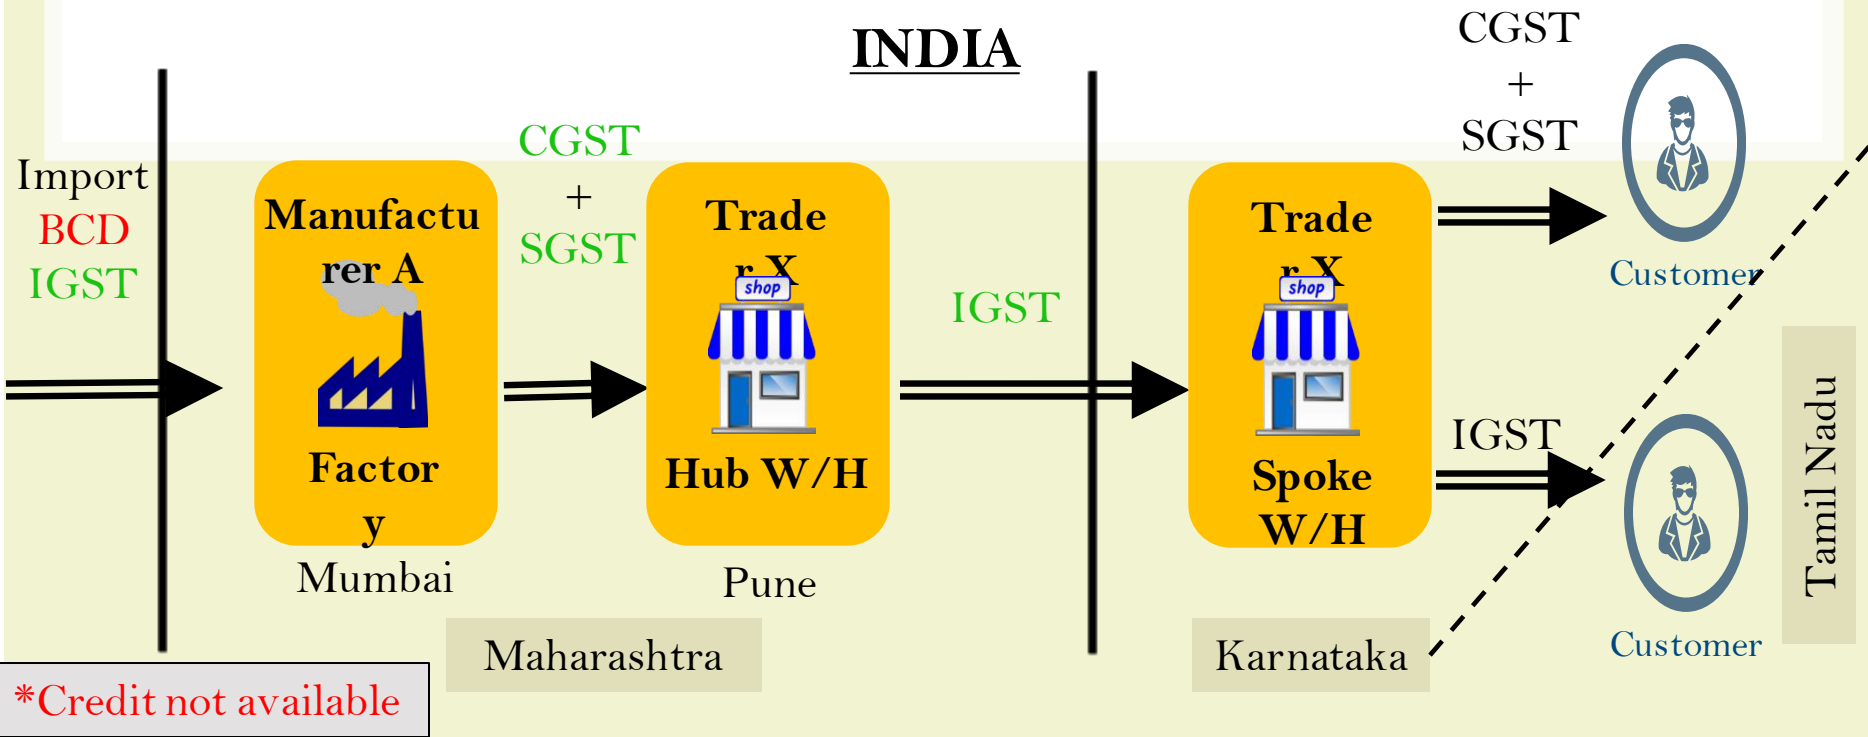 INDIA
Import
BCD
IGST
Manufactu
rer A
Factor
y
Mumbai
CGST
+
SGST
Trade
r X
shop
Hub W/H
Pune
Maharashtra
IGST
Trade
r X
shop
Spoke
W/H
Karnataka
CGST
+
SGST
Customer
IGST
Customer
Tamil Nadu
*Credit not available